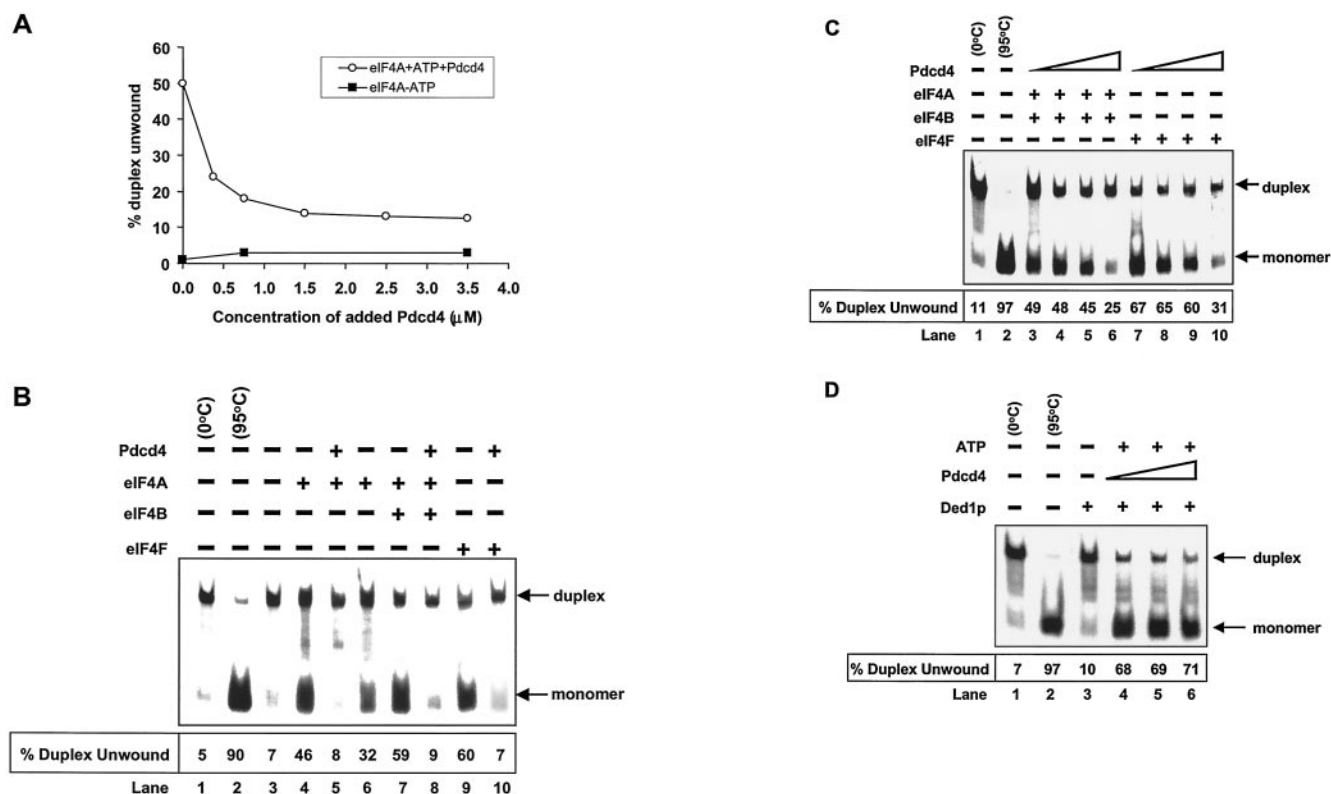 A
60
50
40
30
20
10
0
% duplex unwound
eIF4A+ATP+Pdcd4
eIF4A-ATP
0.0 0.5 1.0 1.5 2.0 2.5 3.0 3.5 4.0
Concentration of added Pdcd4 (μM)
B
(0°C) (95°C)
Pdcd4 − − − − + − − + − +
eIF4A − − − + + + + + − −
eIF4B − − − − − − + + − −
eIF4F − − − − − − − − + +
duplex
monomer
% Duplex Unwound 5 90 7 46 8 32 59 9 60 7
Lane 1 2 3 4 5 6 7 8 9 10
C
(0°C) (95°C)
Pdcd4 − −
eIF4A − − + + + + − − − −
eIF4B − − + + + + − − − −
eIF4F − − − − − − + + + +
duplex
monomer
% Duplex Unwound 11 97 49 48 45 25 67 65 60 31
Lane 1 2 3 4 5 6 7 8 9 10
D
(0°C) (95°C)
ATP − − − + + +
Pdcd4 − − −
Ded1p − − + + + +
duplex
monomer
% Duplex Unwound 7 97 10 68 69 71
Lane 1 2 3 4 5 6